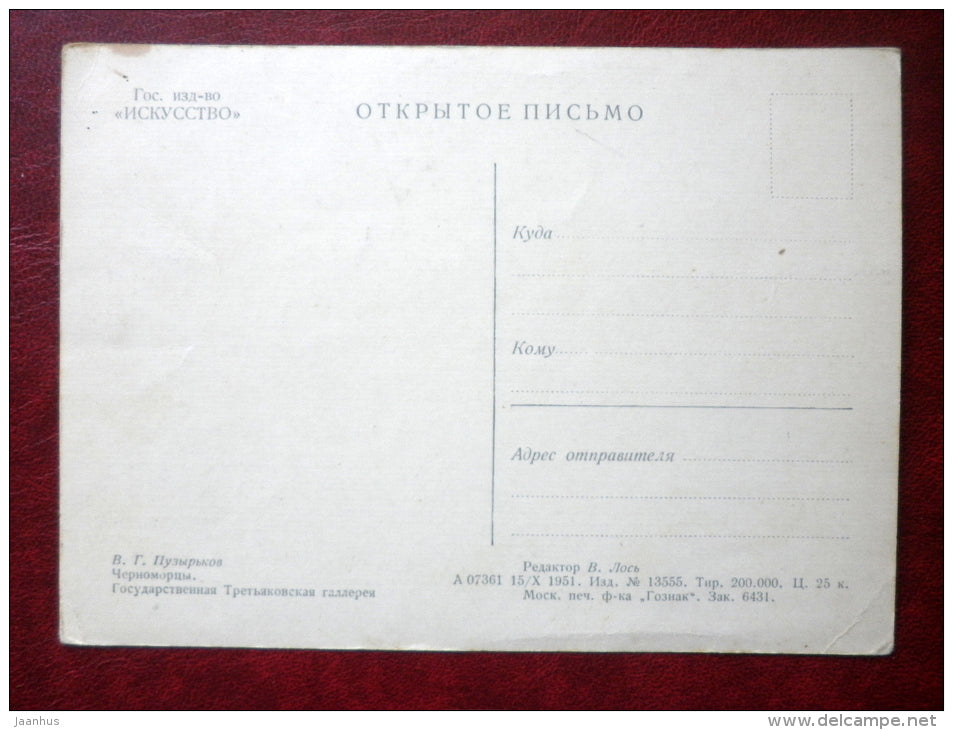 Гос. изд-во
«ИСКУССТВО»
ОТКРЫТОЕ ПИСЬМО
Куда
Кому
Адрес отправителя
В. Г. Пузырьков
Черноморцы.
Государственная Третьяковская галлерея
Редактор В. Лось
А 07361 15/X 1951. Изд. № 13555. Тир. 200.000. Ц. 25 к.
Моск. печ. ф-ка „Гознак". Зак. 6431.
jaanhus
www.delcampe.net